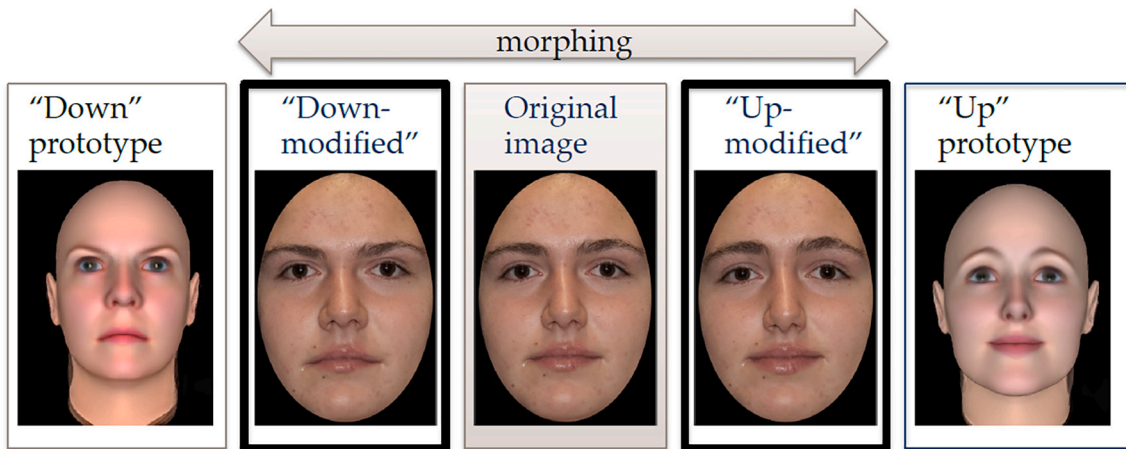 morphing
“Down”
prototype
“Down-
modified”
Original
image
“Up-
modified”
“Up”
prototype